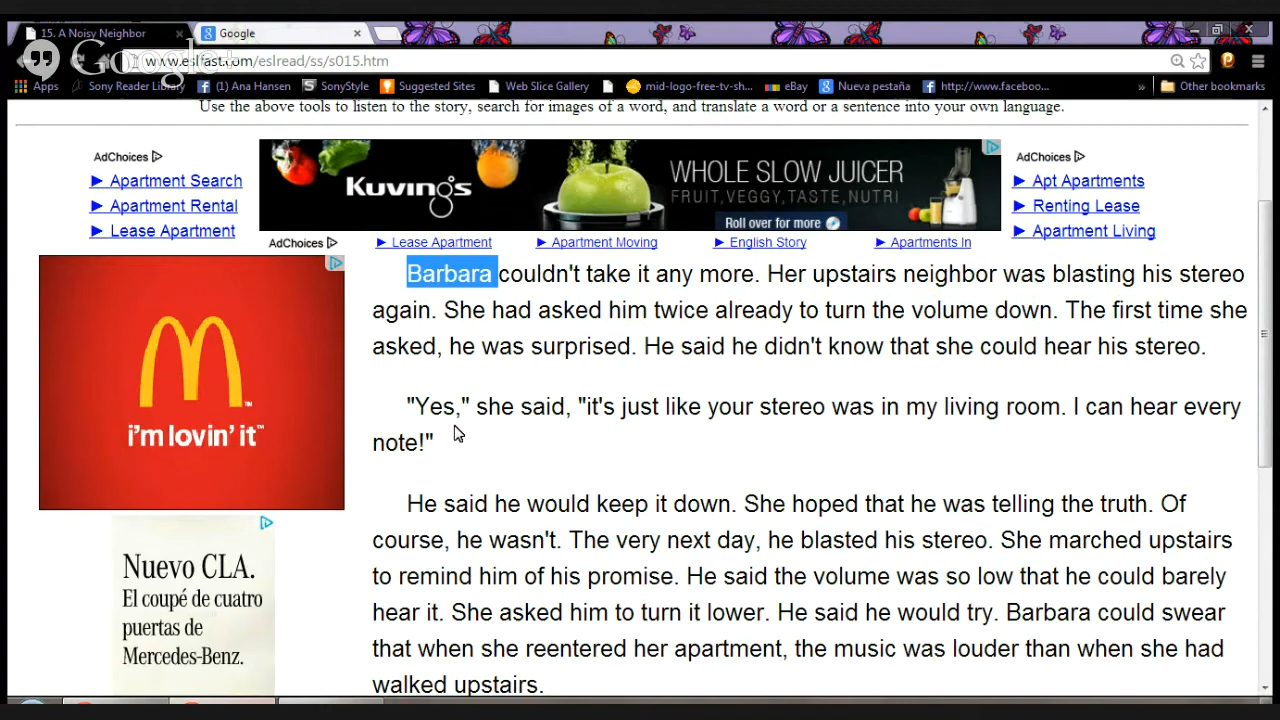 15. A Noisy Neighbor
Google
Google+
www.eslfast.com/eslread/ss/s015.htm
Apps
Sony Reader Library
(1) Ana Hansen
SonyStyle
Suggested Sites
Web Slice Gallery
mid-logo-free-tv-sh...
eBay
Nueva pestaña
http://www.faceboo...
»
Other bookmarks
Use the above tools to listen to the story, search for images of a word, and translate a word or a sentence into your own language.
AdChoices
► Apartment Search
► Apartment Rental
► Lease Apartment
Kuvings
WHOLE SLOW JUICER
FRUIT,VEGGY,TASTE,NUTRI
Roll over for more
AdChoices
► Apt Apartments
► Renting Lease
► Apartment Living
AdChoices
► Lease Apartment
► Apartment Moving
► English Story
► Apartments In
i'm lovin' it™
Nuevo CLA.
El coupé de cuatro
puertas de
Mercedes-Benz.
Barbara couldn't take it any more. Her upstairs neighbor was blasting his stereo
again. She had asked him twice already to turn the volume down. The first time she
asked, he was surprised. He said he didn't know that she could hear his stereo.
"Yes," she said, "it's just like your stereo was in my living room. I can hear every
note!"
He said he would keep it down. She hoped that he was telling the truth. Of
course, he wasn't. The very next day, he blasted his stereo. She marched upstairs
to remind him of his promise. He said the volume was so low that he could barely
hear it. She asked him to turn it lower. He said he would try. Barbara could swear
that when she reentered her apartment, the music was louder than when she had
walked upstairs.